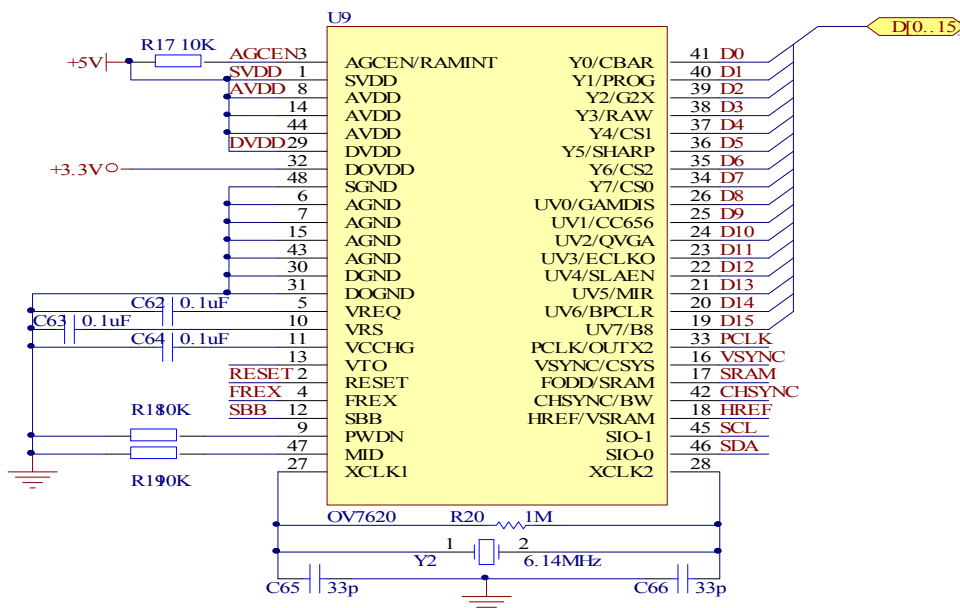 U9
D[0..15]
R17 10K AGCEN 3 AGCEN/RAMINT Y0/CBAR 41 D0
+5V SVDD 1 SVDD Y1/PROG 40 D1
AVDD 8 AVDD Y2/G2X 39 D2
14 AVDD Y3/RAW 38 D3
44 AVDD Y4/CS1 37 D4
DVDD 29 DVDD Y5/SHARP 36 D5
+3.3V 32 DOVDD Y6/CS2 35 D6
48 SGND Y7/CS0 34 D7
6 AGND UV0/GAMDIS 26 D8
7 AGND UV1/CC656 25 D9
15 AGND UV2/QVGA 24 D10
43 AGND UV3/ECLKO 23 D11
30 DGND UV4/SLAEN 22 D12
31 DOGND UV5/MIR 21 D13
C62 0.1uF 5 VREQ UV6/BPCLR 20 D14
C63 0.1uF 10 VRS UV7/B8 19 D15
C64 0.1uF 11 VCCHG PCLK/OUTX2 33 PCLK
13 VTO VSYNC/CSYS 16 VSYNC
RESET 2 RESET FODD/SRAM 17 SRAM
FREX 4 FREX CHSYNC/BW 42 CHSYNC
SBB 12 SBB HREF/VSRAM 18 HREF
9 PWDN SIO-1 45 SCL
47 MID SIO-0 46 SDA
27 XCLK1 XCLK2 28
OV7620 R20 1M
1 2
Y2 6.14MHz
C65 33p C66 33p